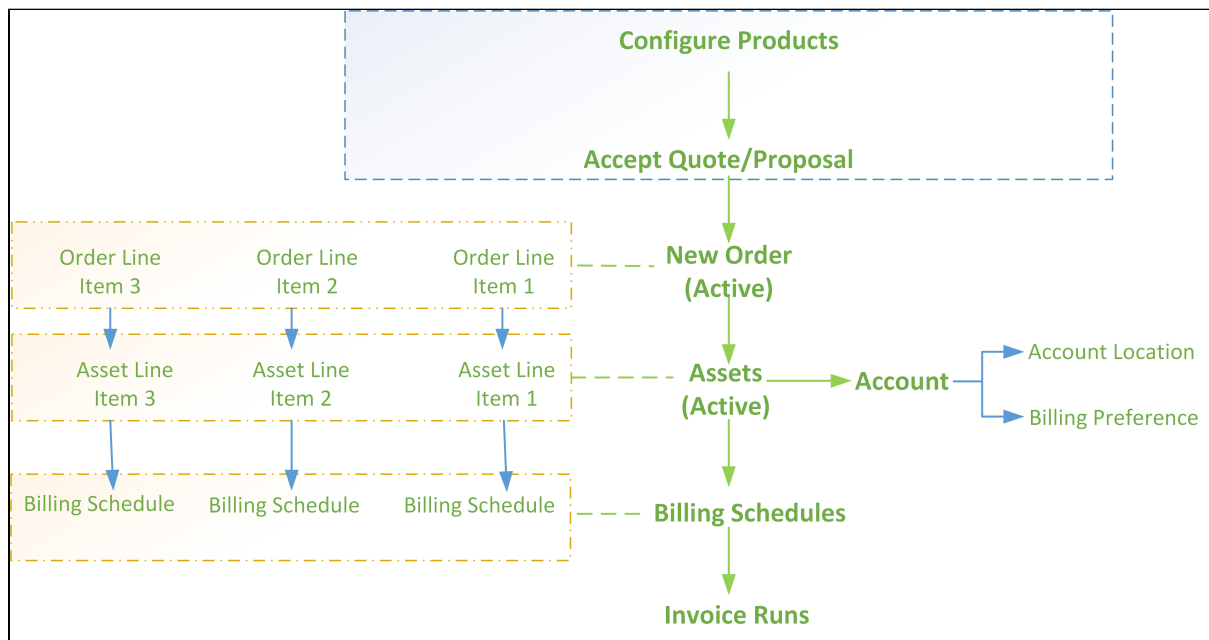 Configure Products
Accept Quote/Proposal
Order Line
Item 3
Order Line
Item 2
Order Line
Item 1
New Order
(Active)
Asset Line
Item 3
Asset Line
Item 2
Asset Line
Item 1
Assets
(Active)
Account
Account Location
Billing Preference
Billing Schedule
Billing Schedule
Billing Schedule
Billing Schedules
Invoice Runs